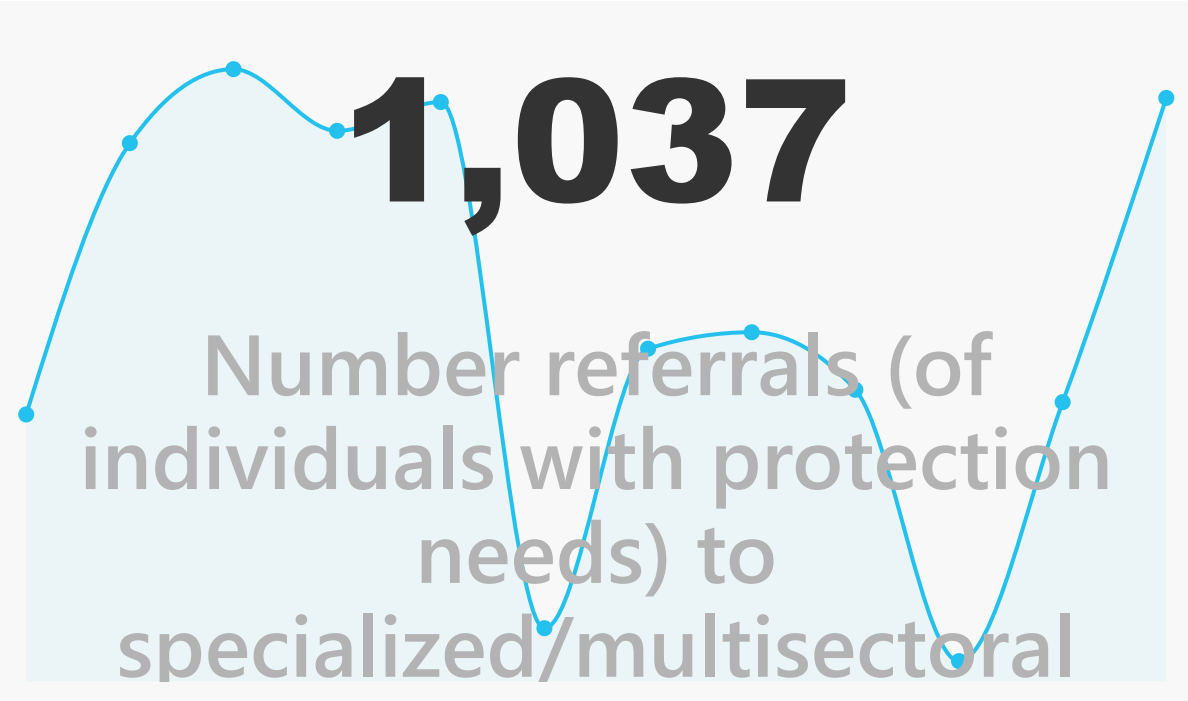 1,037
Number referrals (of
individuals with protection
needs) to
specialized/multisectoral